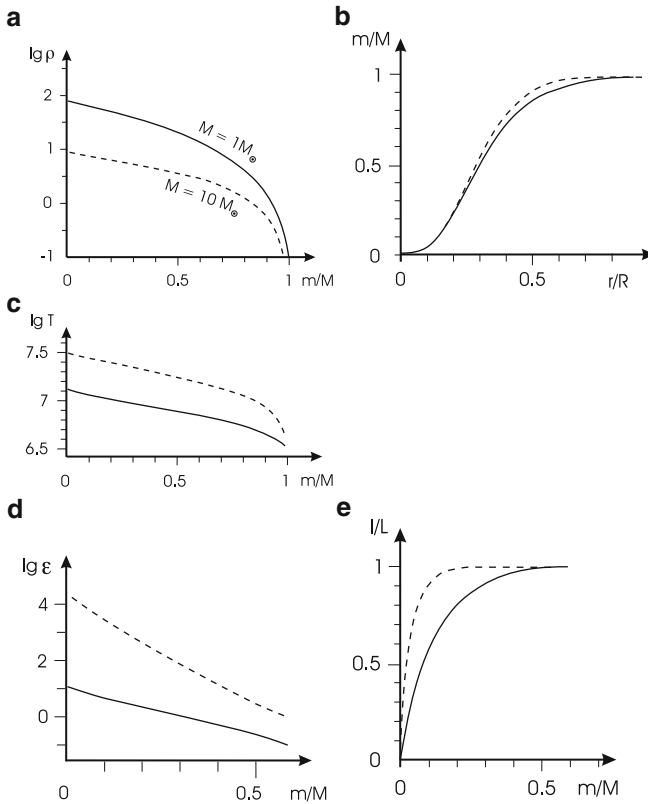 a
lg ρ
2
1
0
-1
M = 1M⊙
M = 10 M⊙
0 0.5 1 m/M
b
m/M
1
0.5
0
0 0.5 r/R
c
lg T
7.5
7
6.5
0 0.5 1 m/M
d
lg ε
4
2
0
0 0.5 m/M
e
l/L
1
0.5
0
0 0.5 m/M